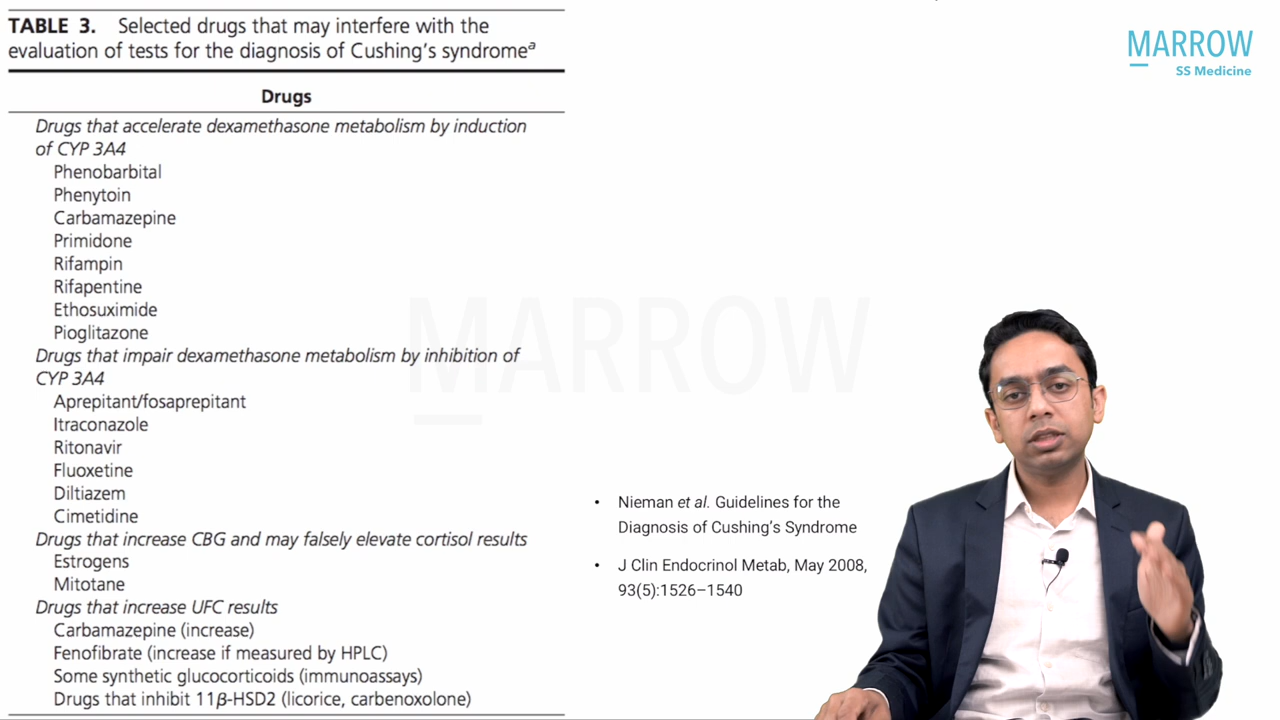 TABLE 3. Selected drugs that may interfere with the
evaluation of tests for the diagnosis of Cushing's syndromeª
Drugs
Drugs that accelerate dexamethasone metabolism by induction
of CYP 3A4
Phenobarbital
Phenytoin
Carbamazepine
Primidone
Rifampin
Rifapentine
Ethosuximide
Pioglitazone
Drugs that impair dexamethasone metabolism by inhibition of
CYP 3A4
Aprepitant/fosaprepitant
Itraconazole
Ritonavir
Fluoxetine
Diltiazem
Cimetidine
Drugs that increase CBG and may falsely elevate cortisol results
Estrogens
Mitotane
Drugs that increase UFC results
Carbamazepine (increase)
Fenofibrate (increase if measured by HPLC)
Some synthetic glucocorticoids (immunoassays)
Drugs that inhibit 11β-HSD2 (licorice, carbenoxolone)
MARROW
SS Medicine
MARROW
• Nieman et al. Guidelines for the
Diagnosis of Cushing's Syndrome
• J Clin Endocrinol Metab, May 2008,
93(5):1526–1540